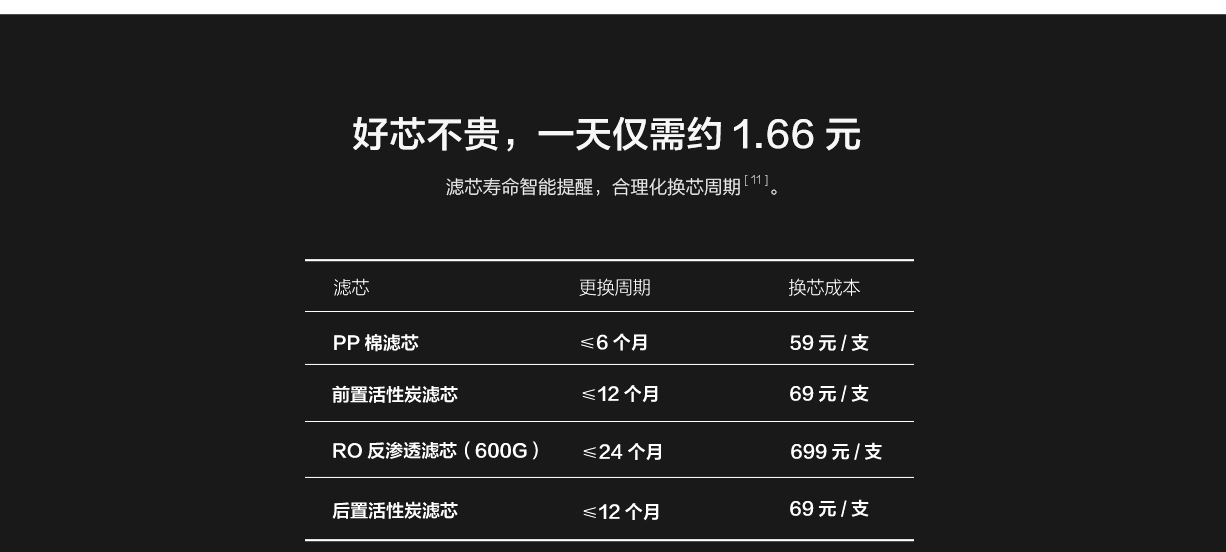 好芯不贵，一天仅需约 1.66 元
滤芯寿命智能提醒，合理化换芯周期[11]。
滤芯 更换周期 换芯成本
PP 棉滤芯 ≤6 个月 59 元 / 支
前置活性炭滤芯 ≤12 个月 69 元 / 支
RO 反渗透滤芯（600G） ≤24 个月 699 元 / 支
后置活性炭滤芯 ≤12 个月 69 元 / 支